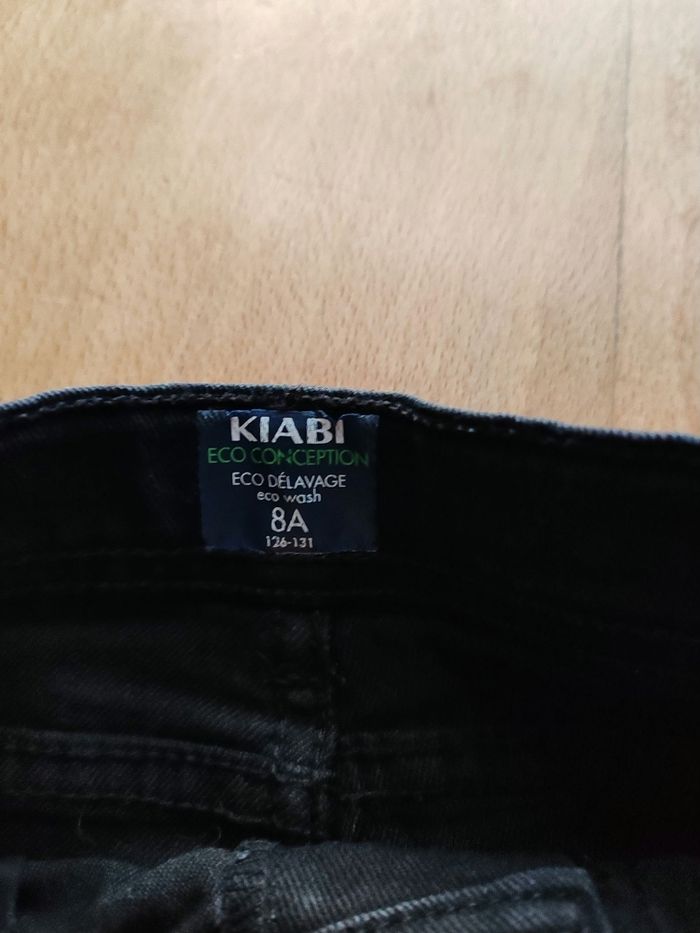 KIABI
ECO CONCEPTION
ECO DÉLAVAGE
eco wash
8A
126-131